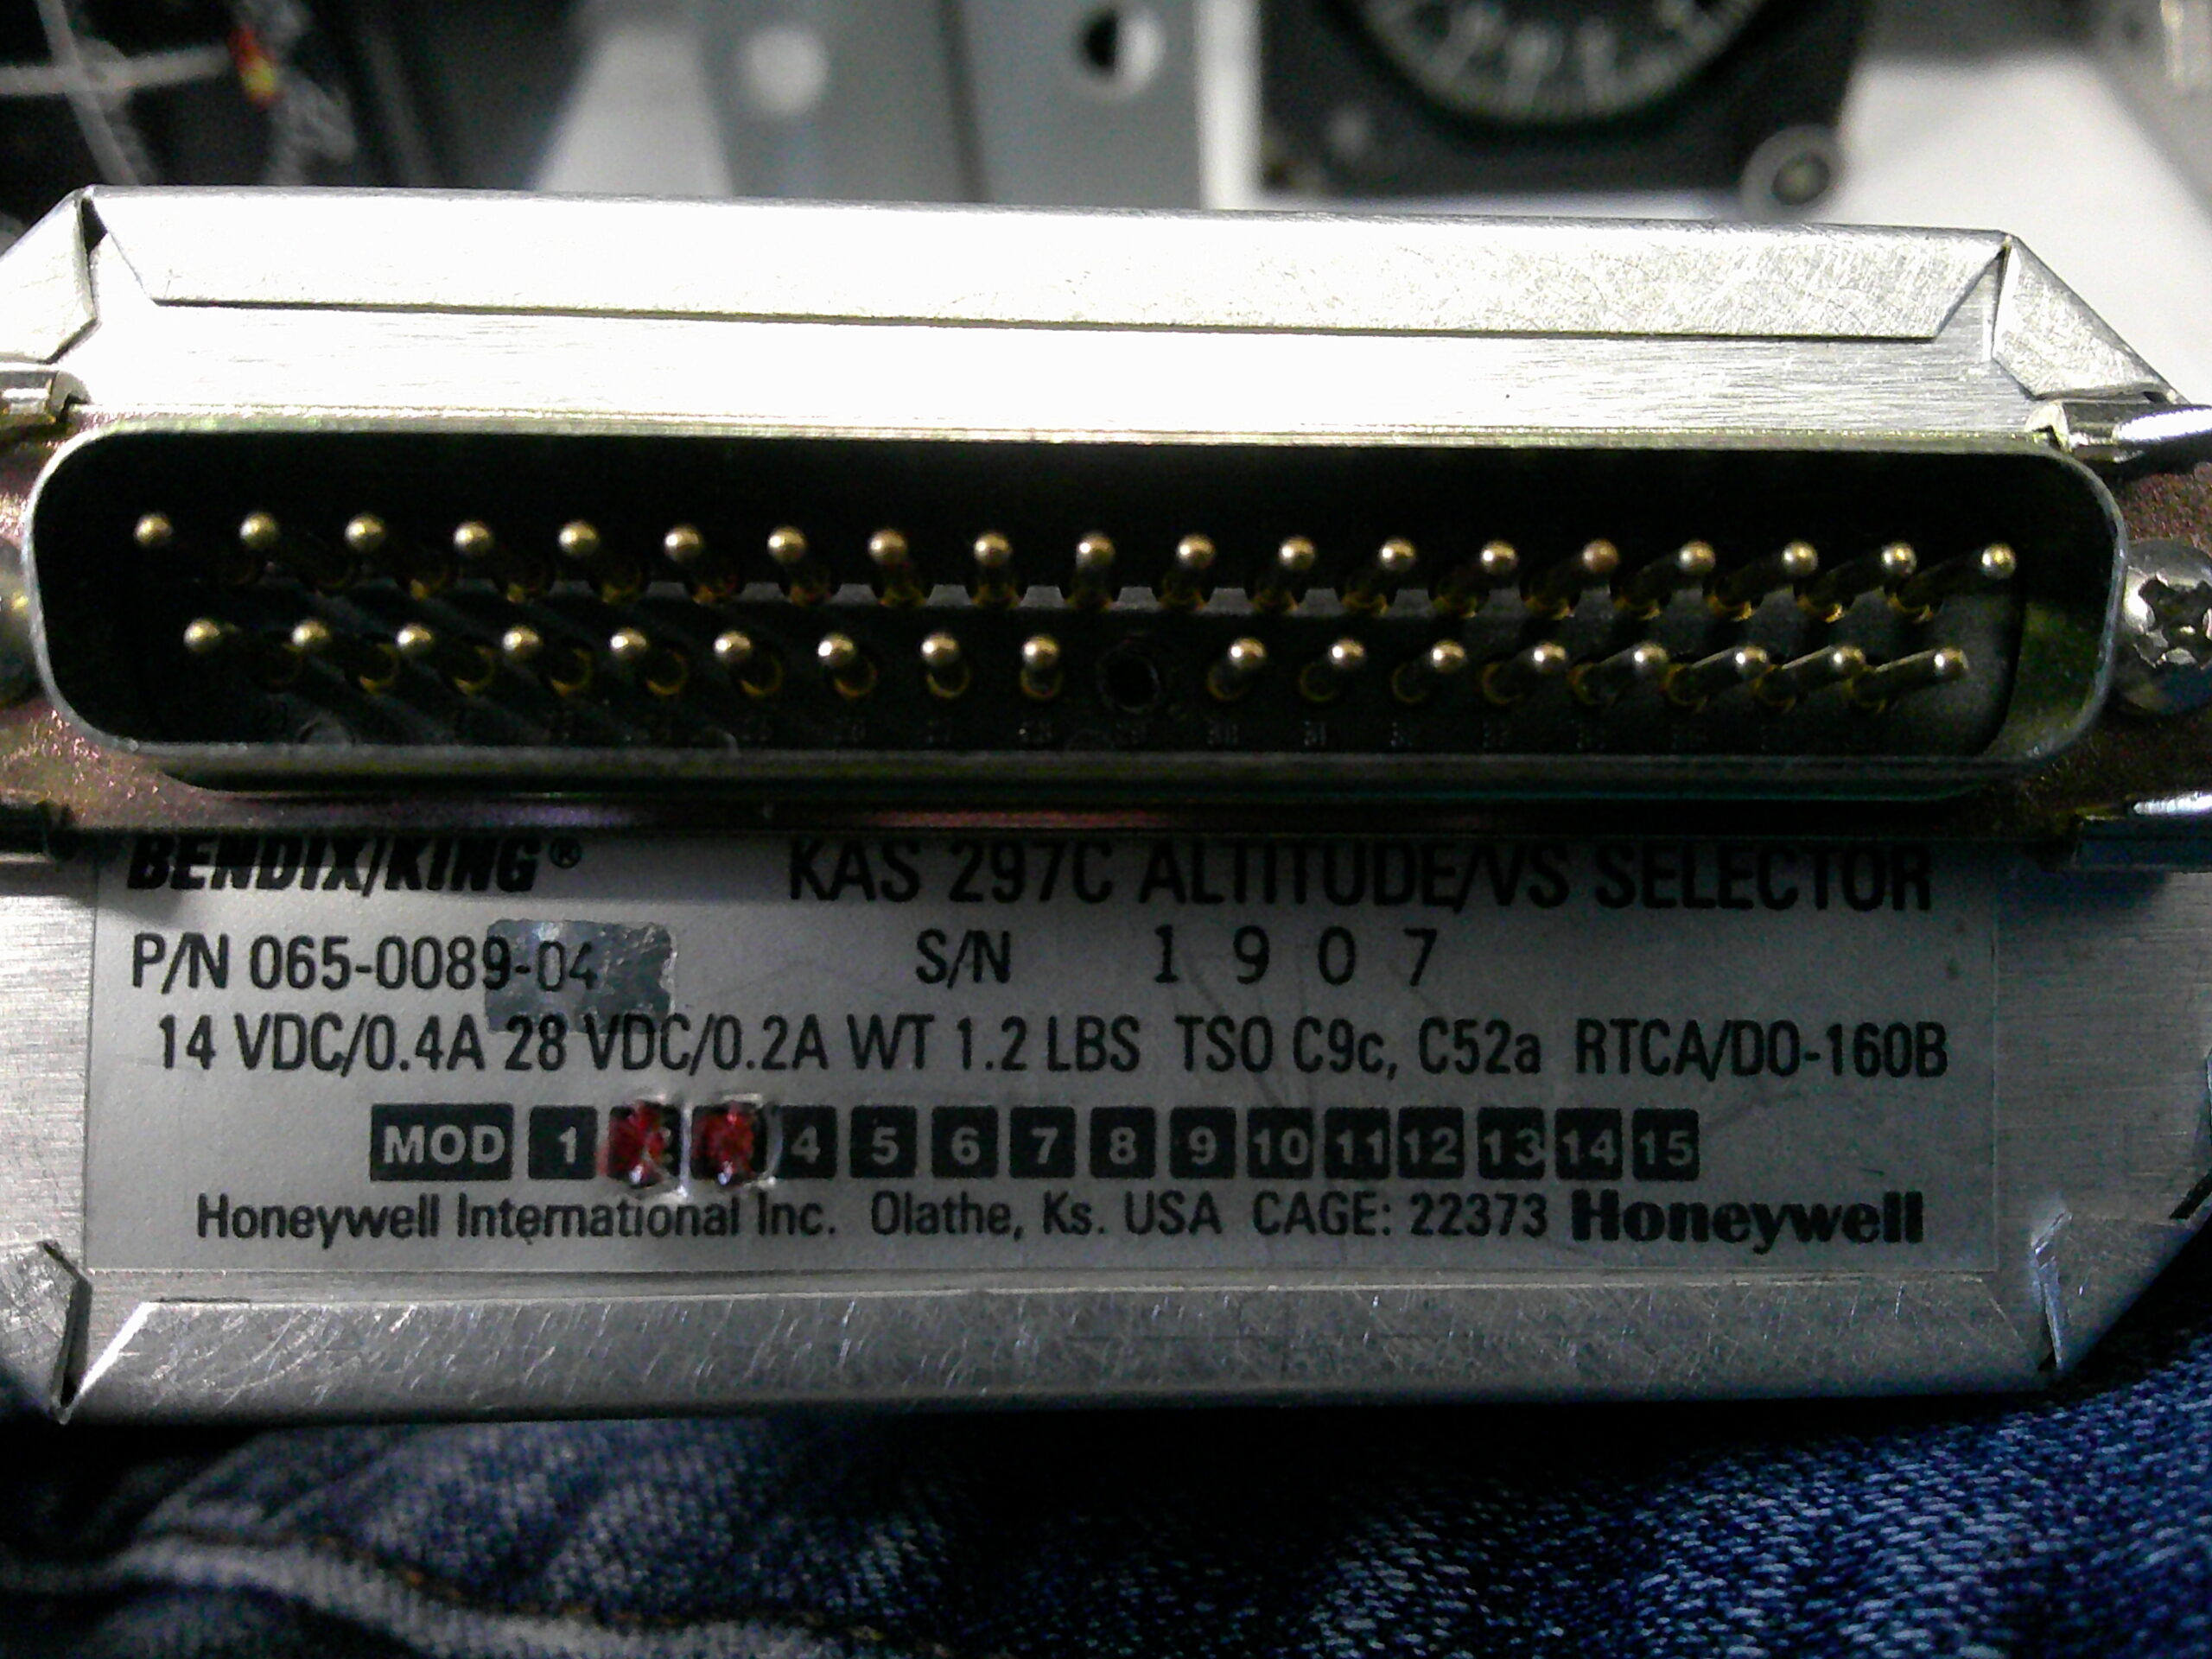 30 31
BENDIX/KING® KAS 297C ALTITUDE/VS SELECTOR
P/N 065-0089-04 S/N 1907
14 VDC/0.4A 28 VDC/0.2A WT 1.2 LBS TSO C9c, C52a RTCA/DO-160B
MOD 1 4 5 6 7 8 9 10 11 12 13 14 15
Honeywell International Inc. Olathe, Ks. USA CAGE: 22373 Honeywell